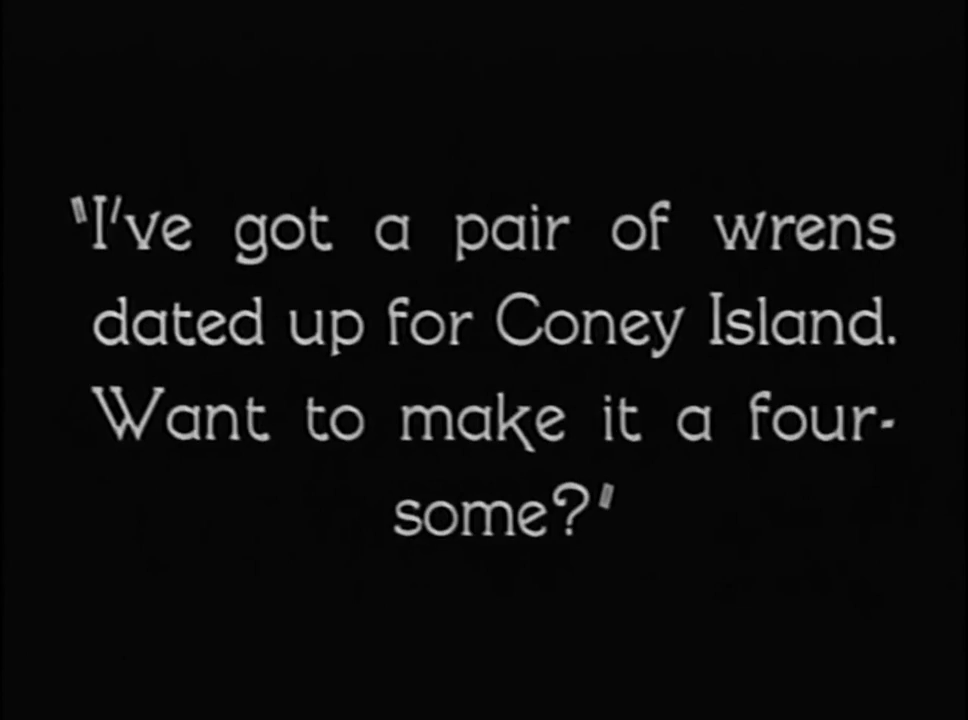 "I've got a pair of wrens
dated up for Coney Island.
Want to make it a four-
some?"